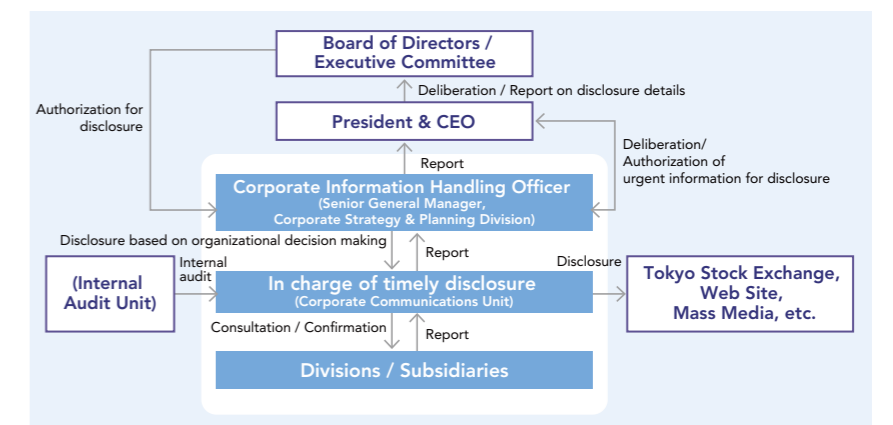 Board of Directors /
Executive Committee
Deliberation / Report on disclosure details
Authorization for
disclosure
President & CEO
Deliberation/
Authorization of
urgent information for disclosure
Report
Corporate Information Handling Officer
(Senior General Manager,
Corporate Strategy & Planning Division)
Disclosure based on organizational decision making
Report
(Internal
Audit Unit)
Internal
audit
In charge of timely disclosure
(Corporate Communications Unit)
Disclosure
Tokyo Stock Exchange,
Web Site,
Mass Media, etc.
Consultation / Confirmation
Report
Divisions / Subsidiaries